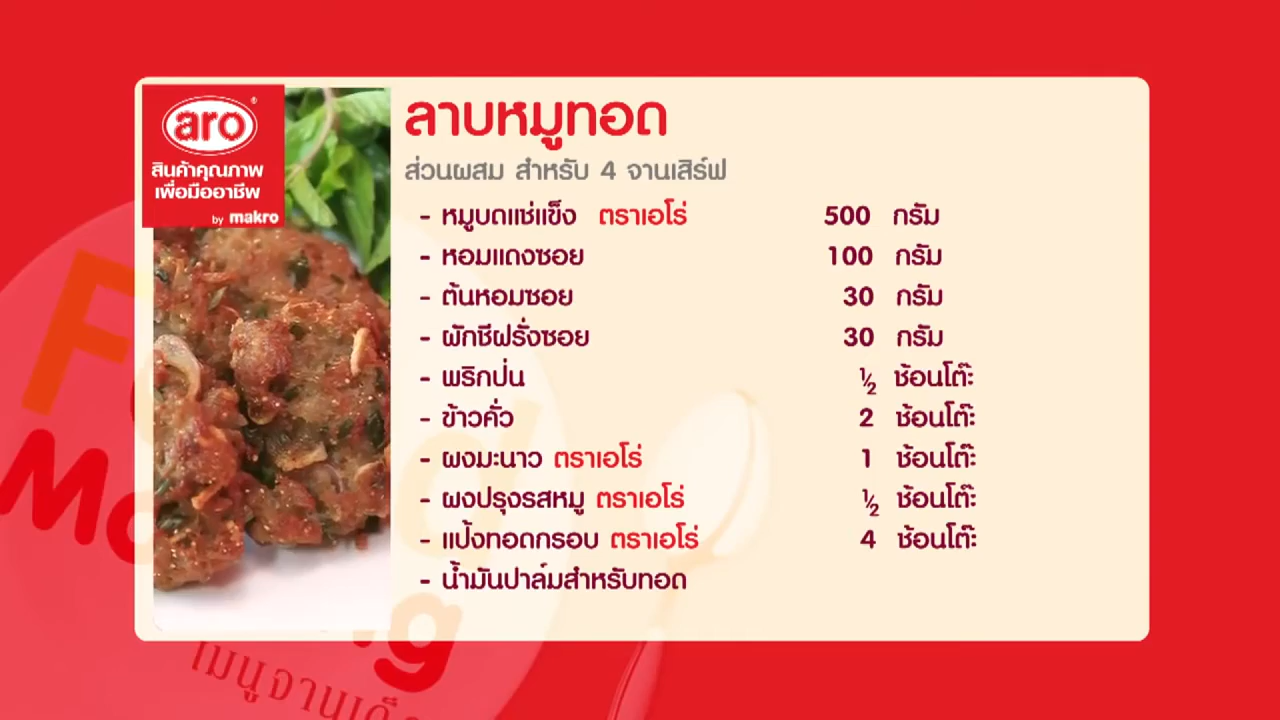 aro
สินค้าคุณภาพ
เพื่อมืออาชีพ
by makro
ลาบหมูทอด
ส่วนผสม สำหรับ 4 จานเสิร์ฟ
- หมูบดแช่แข็ง ตราเอโร่ 500 กรัม
- หอมแดงซอย 100 กรัม
- ต้นหอมซอย 30 กรัม
- ผักชีฝรั่งซอย 30 กรัม
- พริกป่น ½ ช้อนโต๊ะ
- ข้าวคั่ว 2 ช้อนโต๊ะ
- ผงมะนาว ตราเอโร่ 1 ช้อนโต๊ะ
- ผงปรุงรสหมู ตราเอโร่ ½ ช้อนโต๊ะ
- แป้งทอดกรอบ ตราเอโร่ 4 ช้อนโต๊ะ
- น้ำมันปาล์มสำหรับทอด